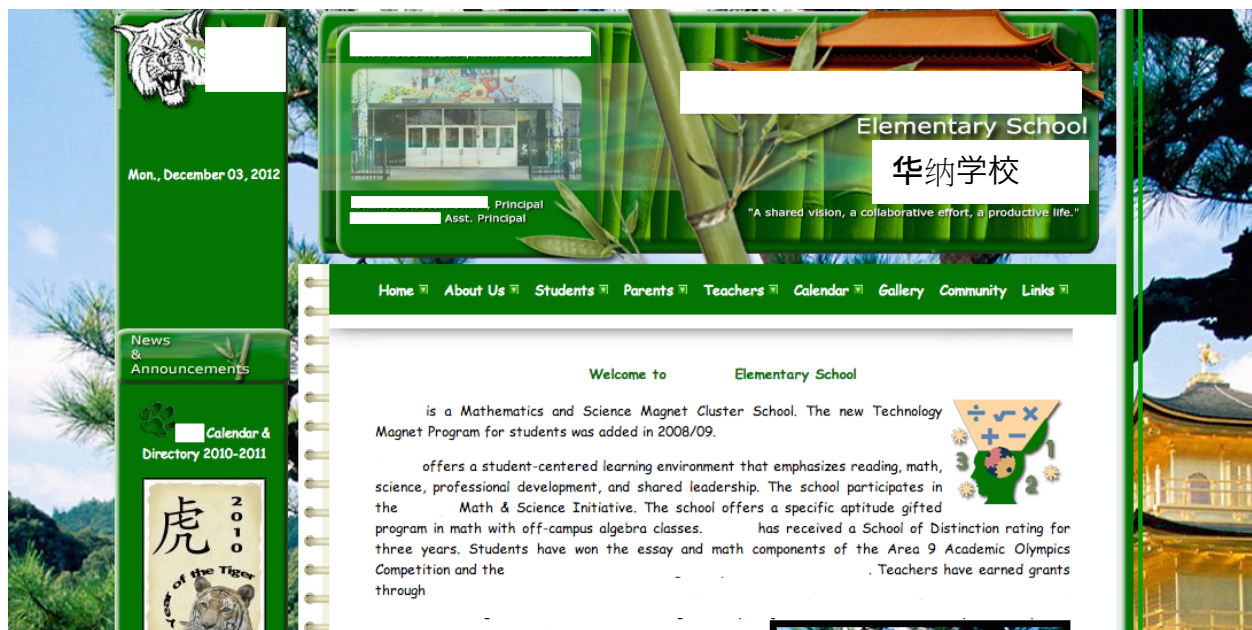 Mon., December 03, 2012
News
&
Announcements
Calendar &
Directory 2010-2011
虎
2010
Year of the Tiger
Elementary School
华纳学校
, Principal
Asst. Principal
"A shared vision, a collaborative effort, a productive life."
Home About Us Students Parents Teachers Calendar Gallery Community Links
Welcome to Elementary School
is a Mathematics and Science Magnet Cluster School. The new Technology
Magnet Program for students was added in 2008/09.
offers a student-centered learning environment that emphasizes reading, math,
science, professional development, and shared leadership. The school participates in
the Math & Science Initiative. The school offers a specific aptitude gifted
program in math with off-campus algebra classes. has received a School of Distinction rating for
three years. Students have won the essay and math components of the Area 9 Academic Olympics
Competition and the . Teachers have earned grants
through
3 1 2